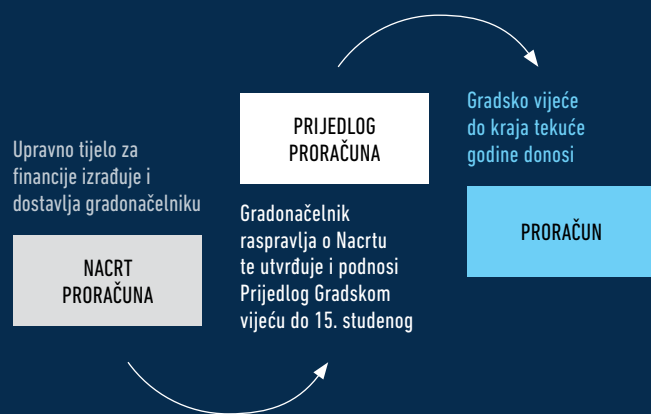 Upravno tijelo za
financije izrađuje i
dostavlja gradonačelniku
NACRT
PRORAČUNA
PRIJEDLOG
PRORAČUNA
Gradonačelnik
raspravlja o Nacrtu
te utvrđuje i podnosi
Prijedlog Gradskom
vijeću do 15. studenog
Gradsko vijeće
do kraja tekuće
godine donosi
PRORAČUN